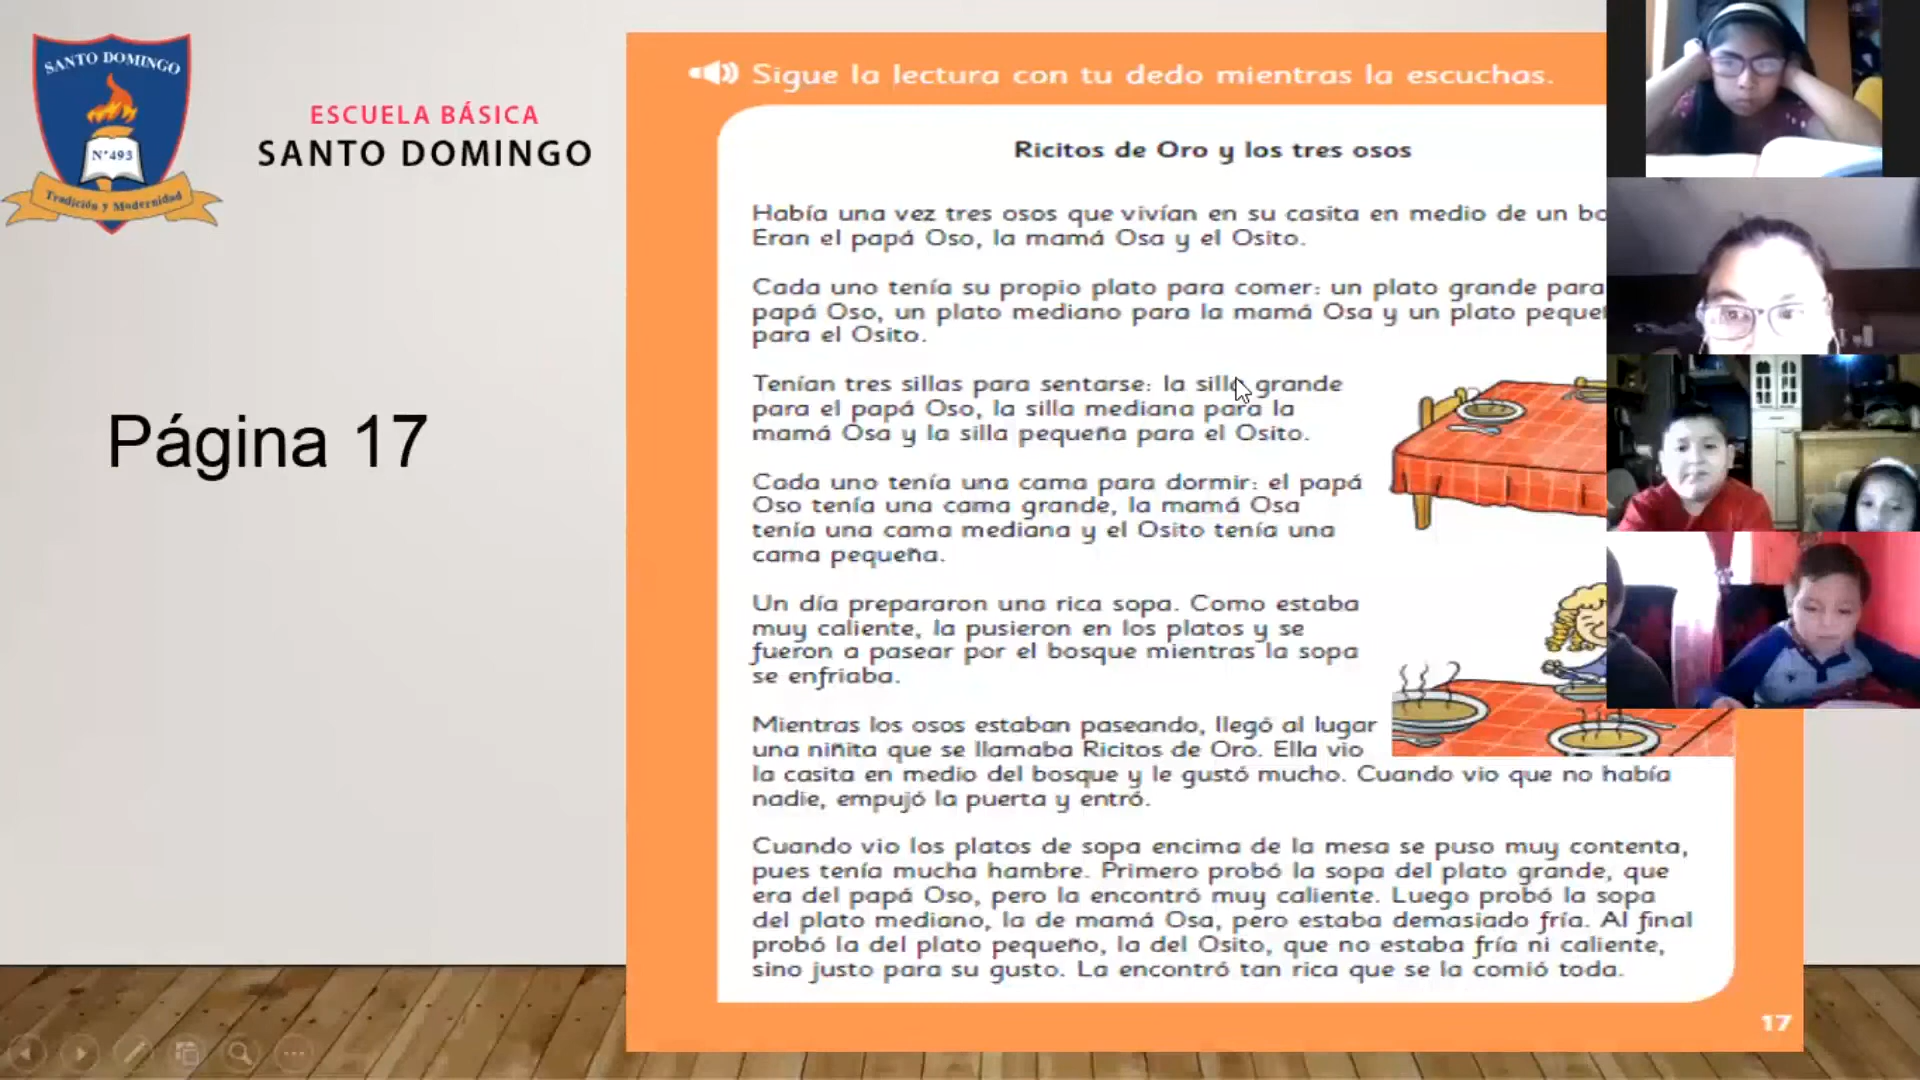 SANTO DOMINGO
N°493
Tradición y Modernidad
ESCUELA BÁSICA
SANTO DOMINGO
Página 17
Sigue la lectura con tu dedo mientras la escuchas.
Ricitos de Oro y los tres osos
Había una vez tres osos que vivían en su casita en medio de un
Eran el papá Oso, la mamá Osa y el Osito.
Cada uno tenía su propio plato para comer: un plato grande para
papá Oso, un plato mediano para la mamá Osa y un plato
para el Osito.
Tenían tres sillas para sentarse: la silla grande
para el papá Oso, la silla mediana para la
mamá Osa y la silla pequeña para el Osito.
Cada uno tenía una cama para dormir: el papá
Oso tenía una cama grande, la mamá Osa
tenía una cama mediana y el Osito tenía una
cama pequeña.
Un día prepararon una rica sopa. Como estaba
muy caliente, la pusieron en los platos y se
fueron a pasear por el bosque mientras la sopa
se enfriaba.
Mientras los osos estaban paseando, llegó al lugar
una niñita que se llamaba Ricitos de Oro. Ella vio
la casita en medio del bosque y le gustó mucho. Cuando vio que no había
nadie, empujó la puerta y entró.
Cuando vio los platos de sopa encima de la mesa se puso muy contenta,
pues tenía mucha hambre. Primero probó la sopa del plato grande, que
era del papá Oso, pero la encontró muy caliente. Luego probó la sopa
del plato mediano, la de mamá Osa, pero estaba demasiado fría. Al final
probó la del plato pequeño, la del Osito, que no estaba fría ni caliente,
sino justo para su gusto. La encontró tan rica que se la comió toda.
17